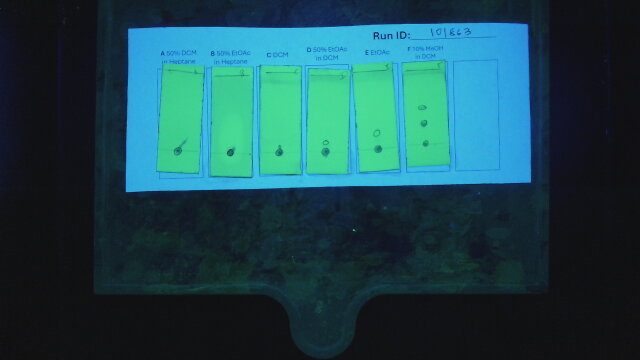 Run ID: 101863
A 50% DCM in Heptane
B 50% EtOAc in Heptane
C DCM
D 50% EtOAc in DCM
E EtOAc
F 10% MeOH in DCM